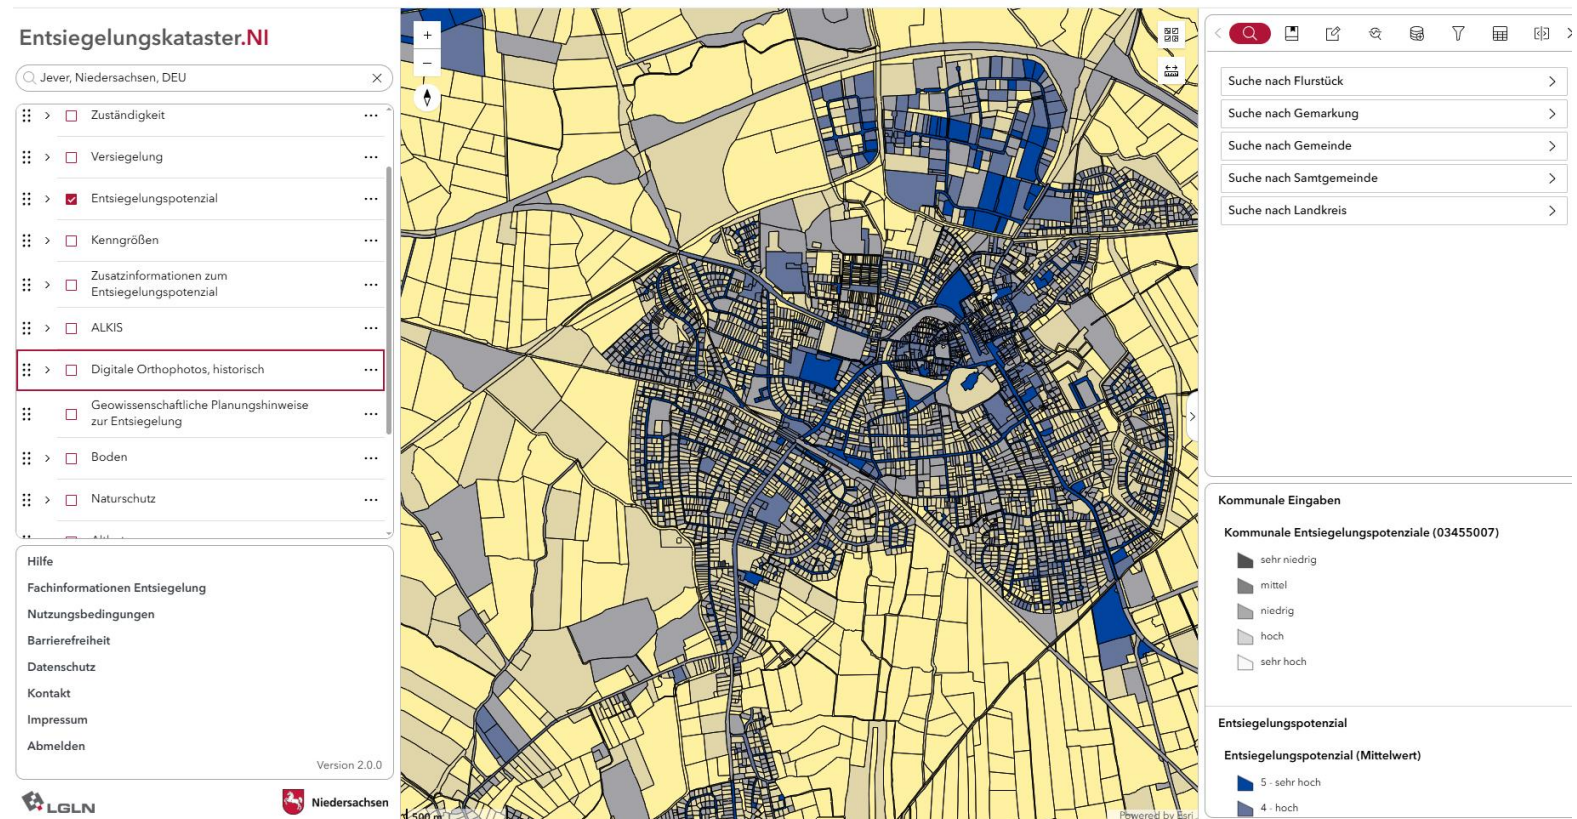 Entsiegelungskataster.NI
Jever, Niedersachsen, DEU
Zuständigkeit
Versiegelung
Entsiegelungspotenzial
Kenngrößen
Zusatzinformationen zum
Entsiegelungspotenzial
ALKIS
Digitale Orthophotos, historisch
Geowissenschaftliche Planungshinweise
zur Entsiegelung
Boden
Naturschutz
Hilfe
Fachinformationen Entsiegelung
Nutzungsbedingungen
Barrierefreiheit
Datenschutz
Kontakt
Impressum
Abmelden
Version 2.0.0
LGLN
Niedersachsen
500 m
Powered by Esri
Suche nach Flurstück
Suche nach Gemarkung
Suche nach Gemeinde
Suche nach Samtgemeinde
Suche nach Landkreis
Kommunale Eingaben
Kommunale Entsiegelungspotenziale (03455007)
sehr niedrig
mittel
niedrig
hoch
sehr hoch
Entsiegelungspotenzial
Entsiegelungspotenzial (Mittelwert)
5 - sehr hoch
4 - hoch